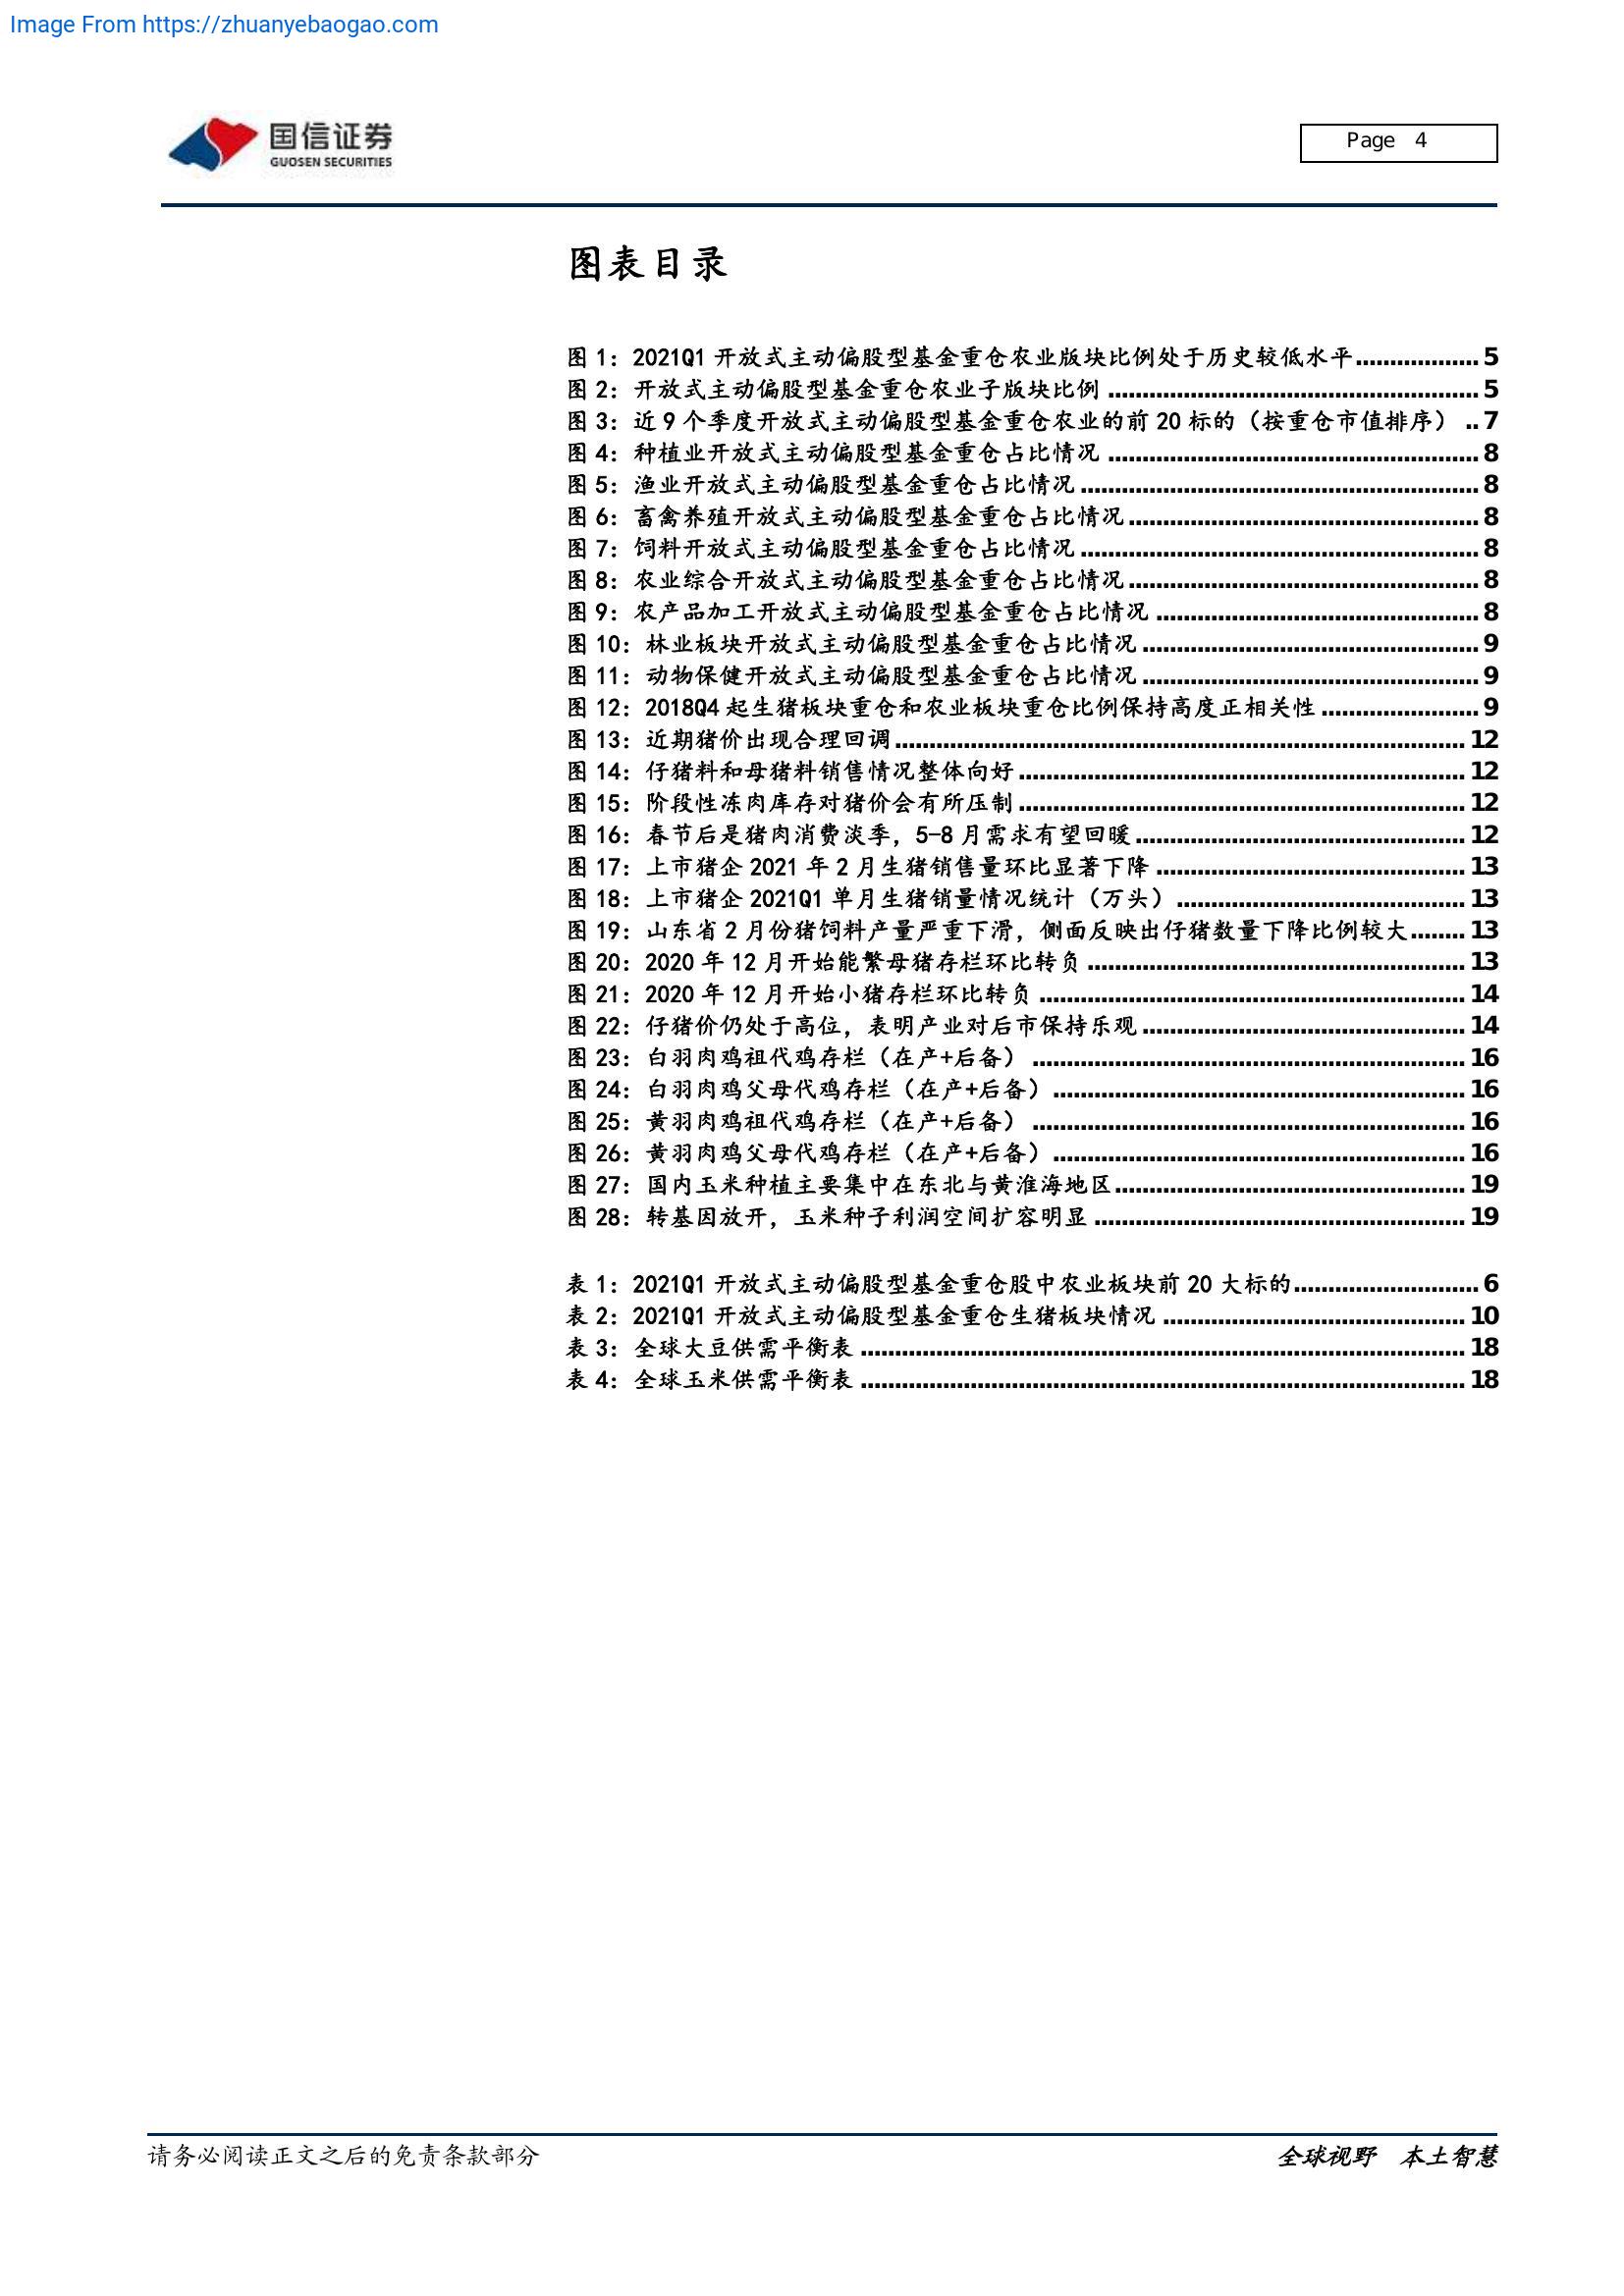 Image From https://zhuanyebaogao.com
国信证券
GUOSEN SECURITIES
Page 4
图表目录
图 1：2021Q1 开放式主动偏股型基金重仓农业版块比例处于历史较低水平.................. 5
图 2：开放式主动偏股型基金重仓农业子版块比例 ...................................................... 5
图 3：近 9 个季度开放式主动偏股型基金重仓农业的前 20 标的（按重仓市值排序） .. 7
图 4：种植业开放式主动偏股型基金重仓占比情况 ...................................................... 8
图 5：渔业开放式主动偏股型基金重仓占比情况.......................................................... 8
图 6：畜禽养殖开放式主动偏股型基金重仓占比情况................................................... 8
图 7：饲料开放式主动偏股型基金重仓占比情况.......................................................... 8
图 8：农业综合开放式主动偏股型基金重仓占比情况................................................... 8
图 9：农产品加工开放式主动偏股型基金重仓占比情况 ............................................... 8
图 10：林业板块开放式主动偏股型基金重仓占比情况 ................................................. 9
图 11：动物保健开放式主动偏股型基金重仓占比情况 ................................................. 9
图 12：2018Q4 起生猪板块重仓和农业板块重仓比例保持高度正相关性 ....................... 9
图 13：近期猪价出现合理回调................................................................................... 12
图 14：仔猪料和母猪料销售情况整体向好 ................................................................. 12
图 15：阶段性冻肉库存对猪价会有所压制 ................................................................. 12
图 16：春节后是猪肉消费淡季，5-8 月需求有望回暖................................................ 12
图 17：上市猪企 2021 年 2 月生猪销售量环比显著下降 ............................................. 13
图 18：上市猪企 2021Q1 单月生猪销量情况统计（万头） .......................................... 13
图 19：山东省 2 月份猪饲料产量严重下滑，侧面反映出仔猪数量下降比例较大........ 13
图 20：2020 年 12 月开始能繁母猪存栏环比转负 ....................................................... 13
图 21：2020 年 12 月开始小猪存栏环比转负 .............................................................. 14
图 22：仔猪价仍处于高位，表明产业对后市保持乐观 ............................................... 14
图 23：白羽肉鸡祖代鸡存栏（在产+后备） ............................................................... 16
图 24：白羽肉鸡父母代鸡存栏（在产+后备） ............................................................ 16
图 25：黄羽肉鸡祖代鸡存栏（在产+后备） ............................................................... 16
图 26：黄羽肉鸡父母代鸡存栏（在产+后备） ............................................................ 16
图 27：国内玉米种植主要集中在东北与黄淮海地区................................................... 19
图 28：转基因放开，玉米种子利润空间扩容明显 ...................................................... 19
表 1：2021Q1 开放式主动偏股型基金重仓股中农业板块前 20 大标的........................... 6
表 2：2021Q1 开放式主动偏股型基金重仓生猪板块情况 ............................................ 10
表 3：全球大豆供需平衡表 ........................................................................................ 18
表 4：全球玉米供需平衡表 ........................................................................................ 18
请务必阅读正文之后的免责条款部分
全球视野 本土智慧